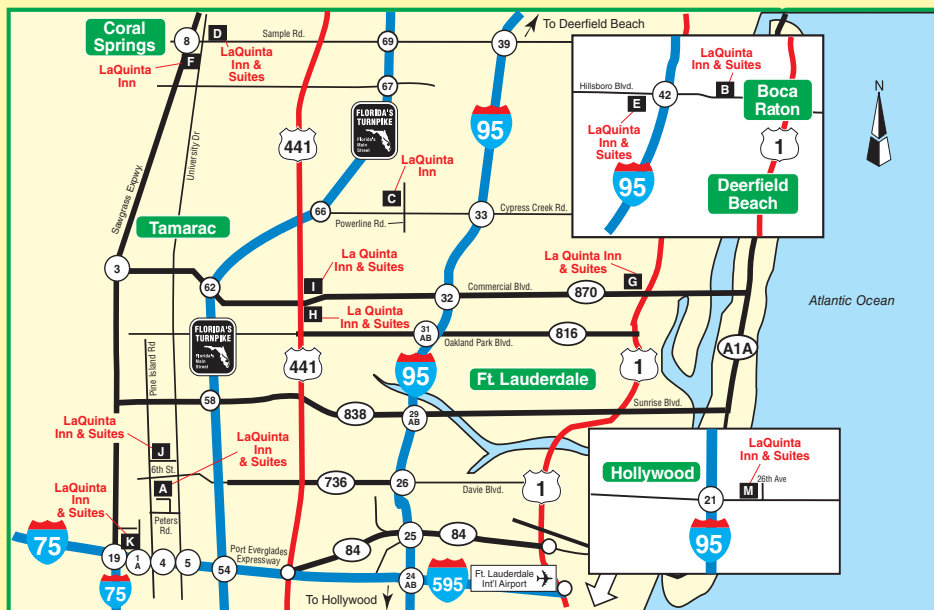 Coral
Springs
8
D
LaQuinta
Inn &
Suites
Sample Rd.
69
39
To Deerfield Beach
LaQuinta
Inn
F
67
University Dr
Sawgrass Expwy.
441
FLORIDA'S
TURNPIKE
Florida's
Main
Street
95
LaQuinta
Inn
C
66
Powerline Rd.
33
Cypress Creek Rd.
Hillsboro Blvd.
42
LaQuinta
Inn & Suites
B
E
LaQuinta
Inn &
Suites
95
Boca
Raton
1
Deerfield
Beach
N
Tamarac
3
62
La Quinta
Inn & Suites
I
H
La Quinta
Inn & Suites
32
Commercial Blvd.
870
La Quinta Inn
& Suites
G
Atlantic Ocean
FLORIDA'S
TURNPIKE
Florida's
Main
Street
31
AB
Oakland Park Blvd.
816
A1A
Pine Island Rd
441
95
Ft. Lauderdale
1
58
838
29
AB
Sunrise Blvd.
LaQuinta
Inn & Suites
J
6th St.
LaQuinta
Inn
& Suites
A
Peters
Rd.
736
26
Davie Blvd.
1
Hollywood
21
LaQuinta
Inn & Suites
M
26th Ave
95
LaQuinta
Inn
& Suites
K
75
19
1
A
4
5
54
Port Everglades
Expressway
84
25
84
75
24
AB
595
Ft. Lauderdale
Int'l Airport
To Hollywood